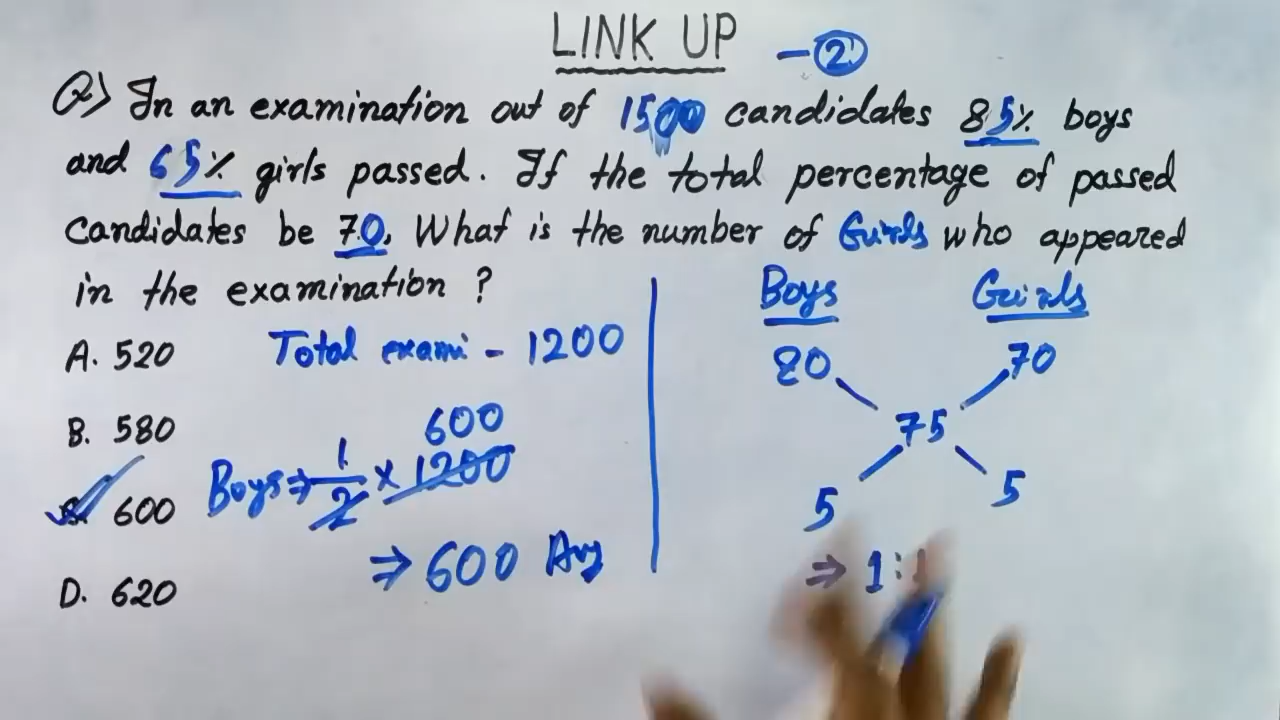 LINK UP - 2
Q) In an examination out of 1500 candidates 85% boys
and 65% girls passed. If the total percentage of passed
candidates be 70. What is the number of Girls who appeared
in the examination ?
A. 520
B. 580
600
D. 620
Total exami - 1200
600
Boys ⇒ 1/2 × 1200
⇒ 600 Ans
Boys Girls
80 70
75
5 5
⇒ 1 :